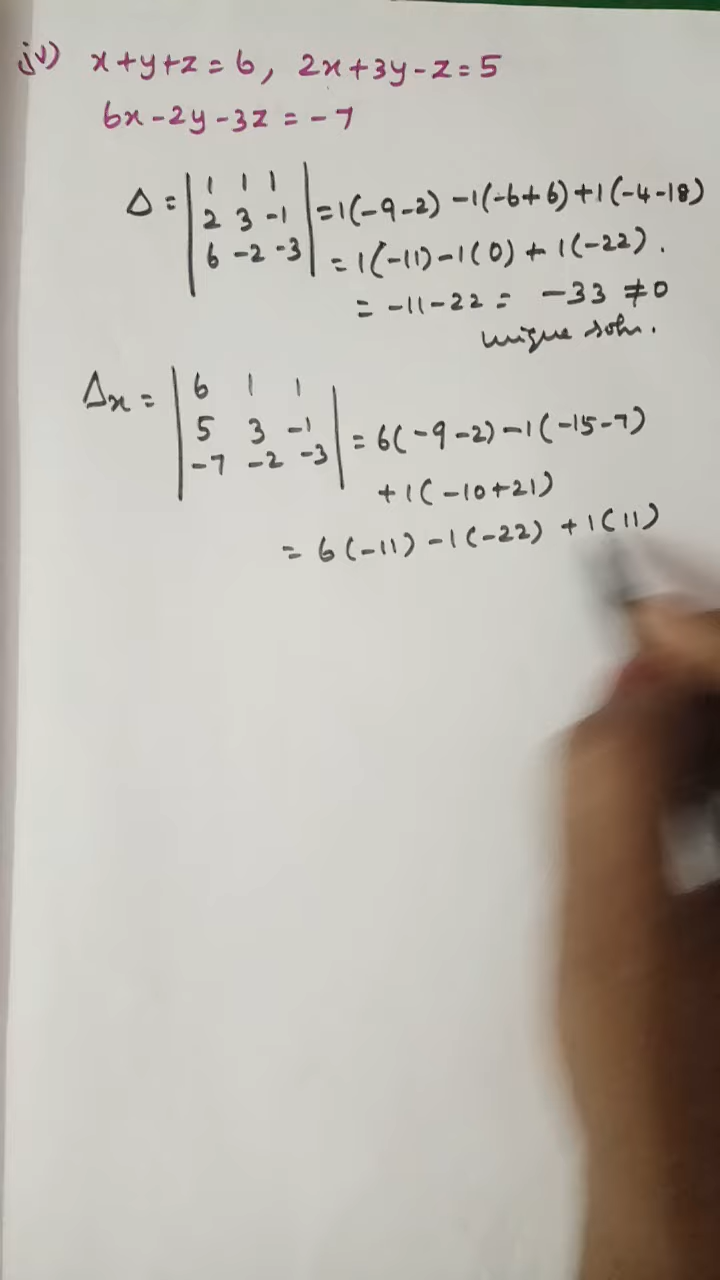 iv) x+y+z=6, 2x+3y-z=5
6x-2y-3z=-7
Δ = | 1 1 1 | = 1(-9-2) -1(-6+6) +1(-4-18)
| 2 3 -1 |
| 6 -2 -3 | = 1(-11) -1(0) + 1(-22).
= -11-22 = -33 ≠0
unique soln.
Δx = | 6 1 1 |
| 5 3 -1 | = 6(-9-2) -1(-15-7)
| -7 -2 -3 |
+1(-10+21)
= 6(-11) -1(-22) +1(11)